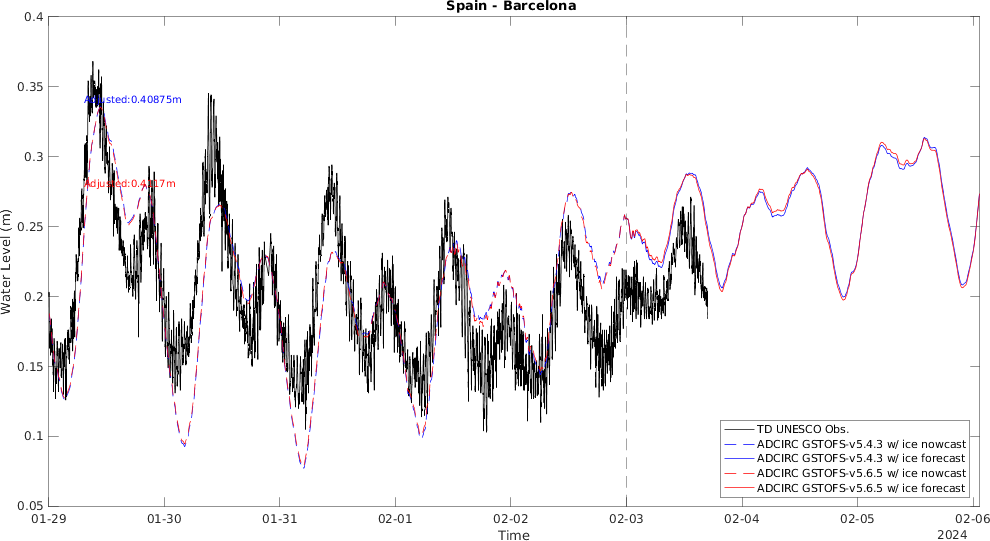 Spain - Barcelona
0.4
0.35
0.3
0.25
0.2
0.15
0.1
0.05
Water Level (m)
Adjusted:0.40875m
Adjusted:0.4217m
TD UNESCO Obs.
ADCIRC GSTOFS-v5.4.3 w/ ice nowcast
ADCIRC GSTOFS-v5.4.3 w/ ice forecast
ADCIRC GSTOFS-v5.6.5 w/ ice nowcast
ADCIRC GSTOFS-v5.6.5 w/ ice forecast
01-29 01-30 01-31 02-01 02-02 02-03 02-04 02-05 02-06
Time
2024